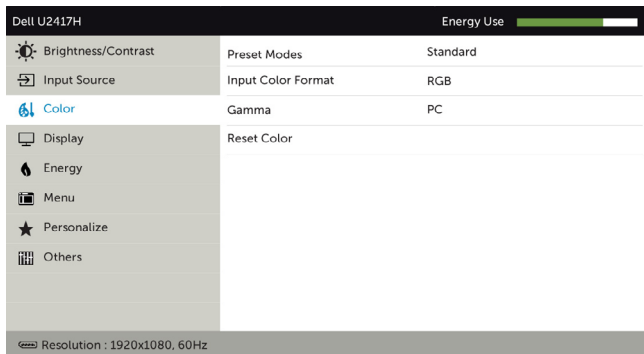 Dell U2417H
Energy Use
Brightness/Contrast
Input Source
Color
Display
Energy
Menu
Personalize
Others
Preset Modes Standard
Input Color Format RGB
Gamma PC
Reset Color
Resolution : 1920x1080, 60Hz